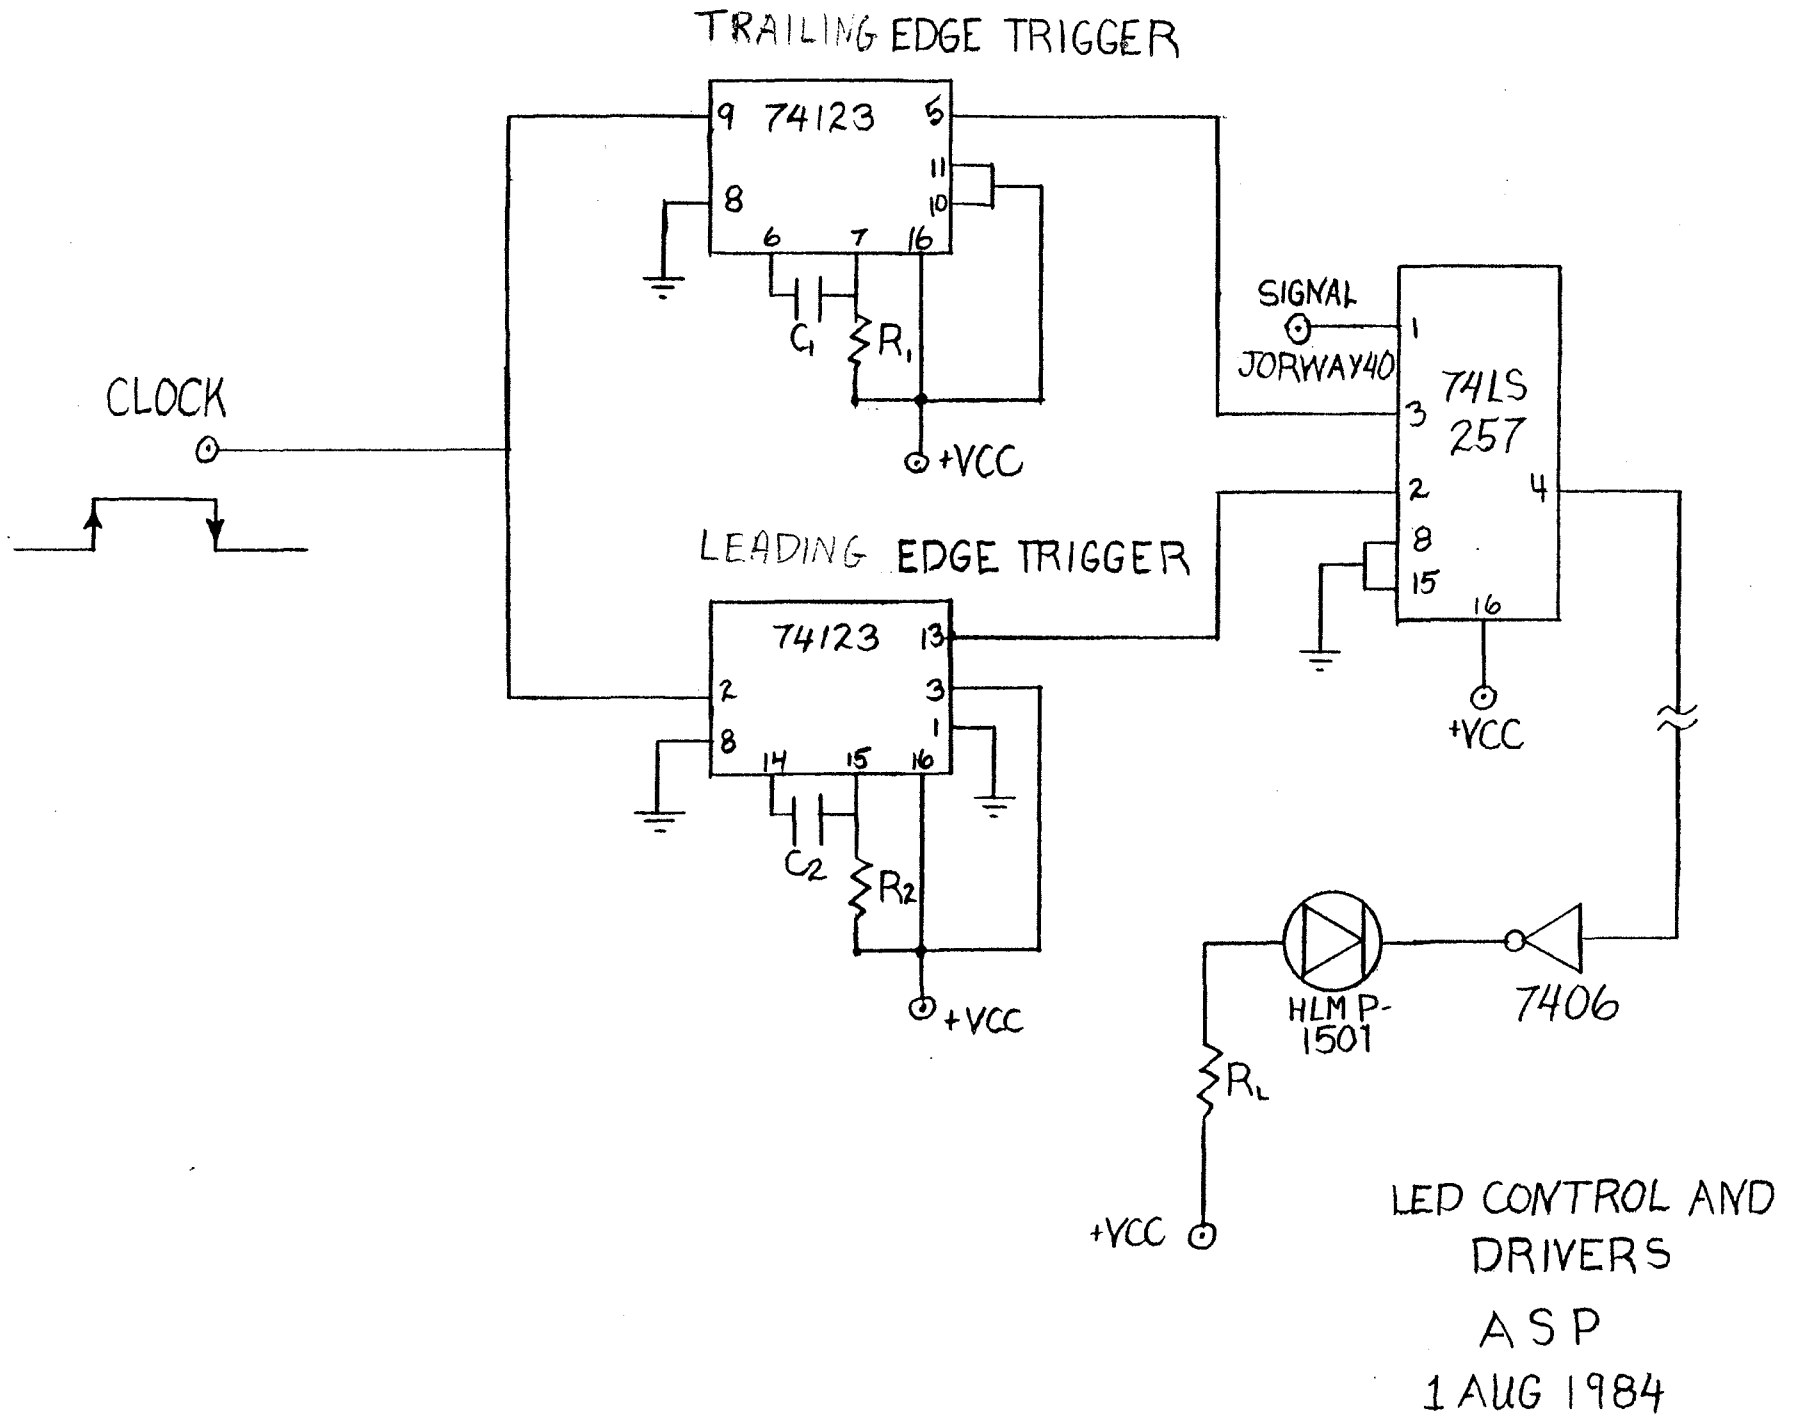 TRAILING EDGE TRIGGER
9 74123 5
11
8
10
6 7 16
C1 R1
+VCC
CLOCK
SIGNAL
JORWAY40
1
74LS
3
257
2
4
8
15
16
+VCC
LEADING EDGE TRIGGER
74123 13
2 3
8 1
14 15 16
C2 R2
+VCC
HLMP-
1501
7406
RL
+VCC
LED CONTROL AND
DRIVERS
ASP
1 AUG 1984